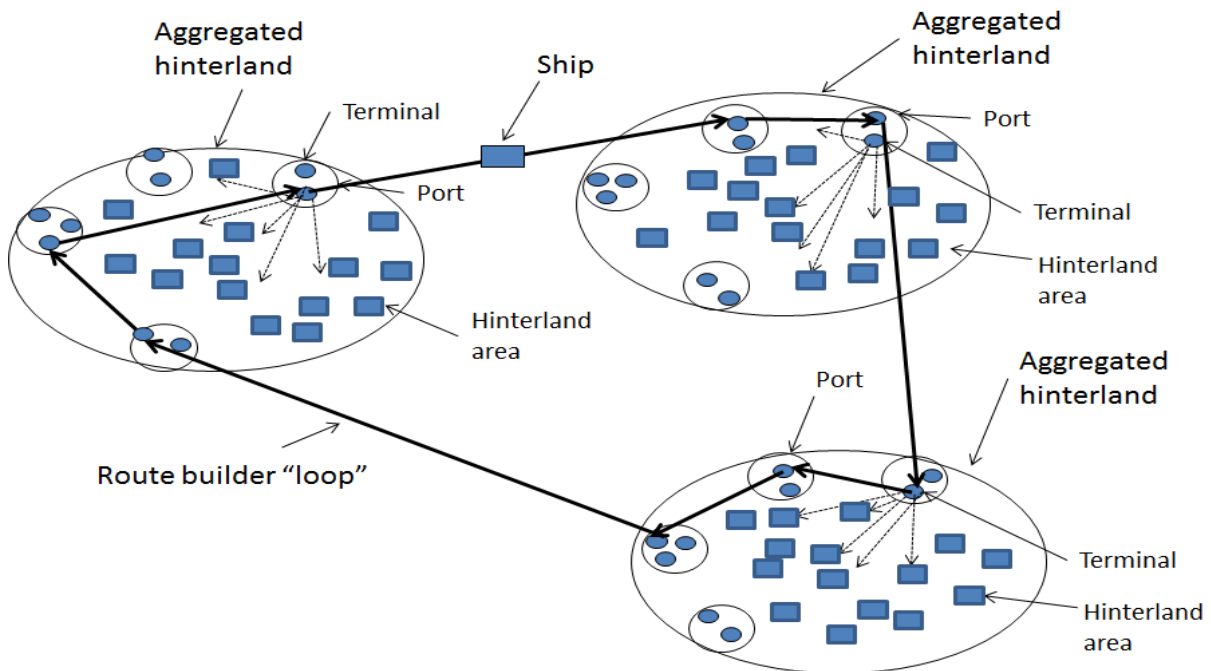 Aggregated
hinterland
Ship
Aggregated
hinterland
Terminal
Port
Port
Terminal
Hinterland
area
Hinterland
area
Aggregated
hinterland
Port
Route builder “loop”
Terminal
Hinterland
area